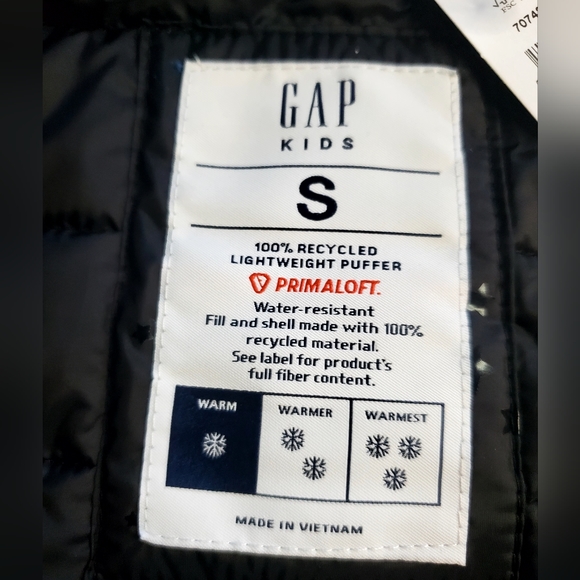 GAP
KIDS
S
100% RECYCLED
LIGHTWEIGHT PUFFER
PRIMALOFT.
Water-resistant
Fill and shell made with 100%
recycled material.
See label for product's
full fiber content.
WARM WARMER WARMEST
MADE IN VIETNAM